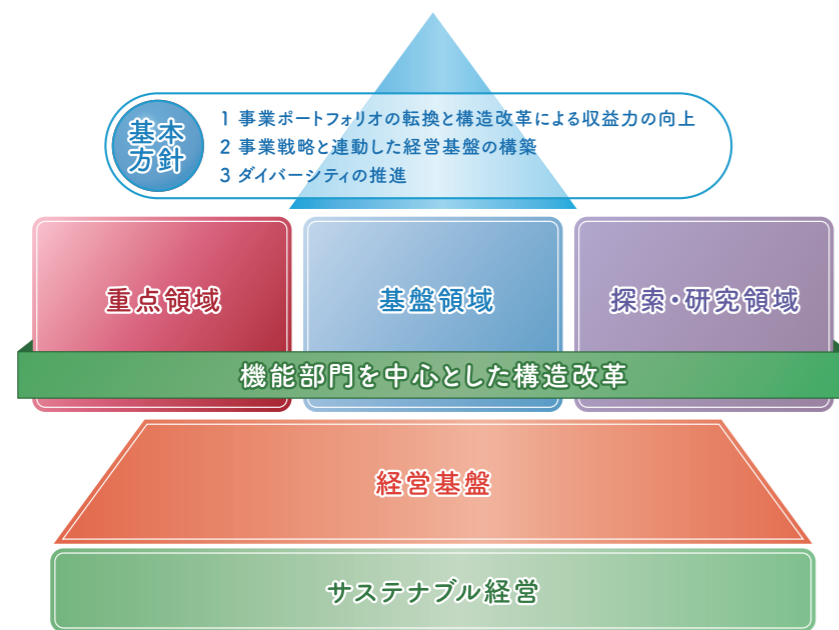 基本
方針
1 事業ポートフォリオの転換と構造改革による収益力の向上
2 事業戦略と連動した経営基盤の構築
3 ダイバーシティの推進
重点領域
基盤領域
探索・研究領域
機能部門を中心とした構造改革
経営基盤
サステナブル経営